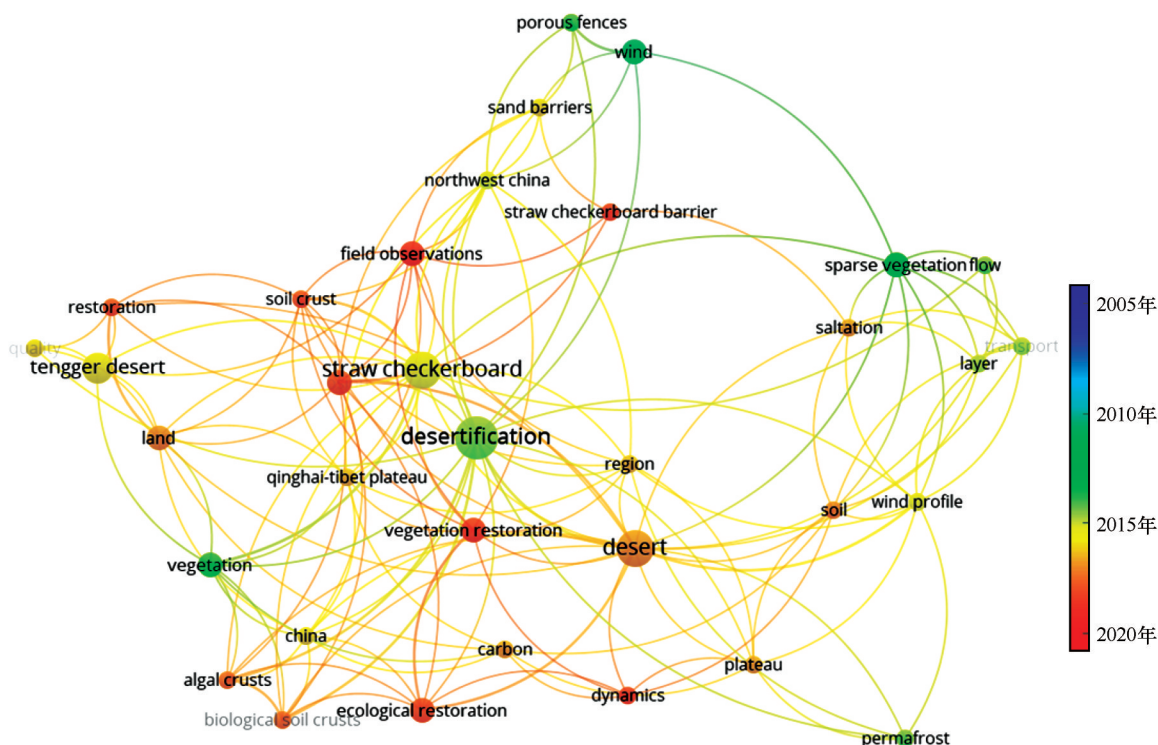 porous fences
wind
sand barriers
northwest china
straw checkerboard barrier
field observations
sparse vegetation
flow
soil crust
restoration
saltation
quality
transport
tengger desert
straw checkerboard
layer
desertification
land
region
qinghai-tibet plateau
wind profile
soil
vegetation restoration
desert
vegetation
china
carbon
plateau
algal crusts
dynamics
ecological restoration
biological soil crusts
permafrost
2005年
2010年
2015年
2020年